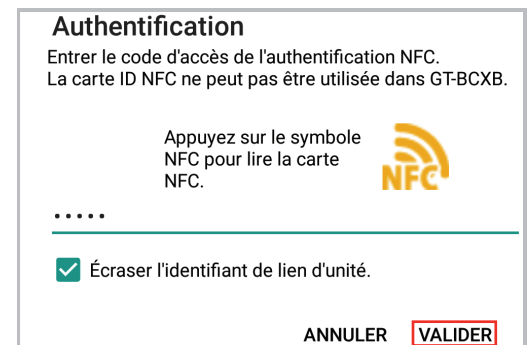 Authentification
Entrer le code d'accès de l'authentification NFC.
La carte ID NFC ne peut pas être utilisée dans GT-BCXB.
Appuyez sur le symbole
NFC pour lire la carte
NFC.
NFC
.....
Écraser l'identifiant de lien d'unité.
ANNULER VALIDER